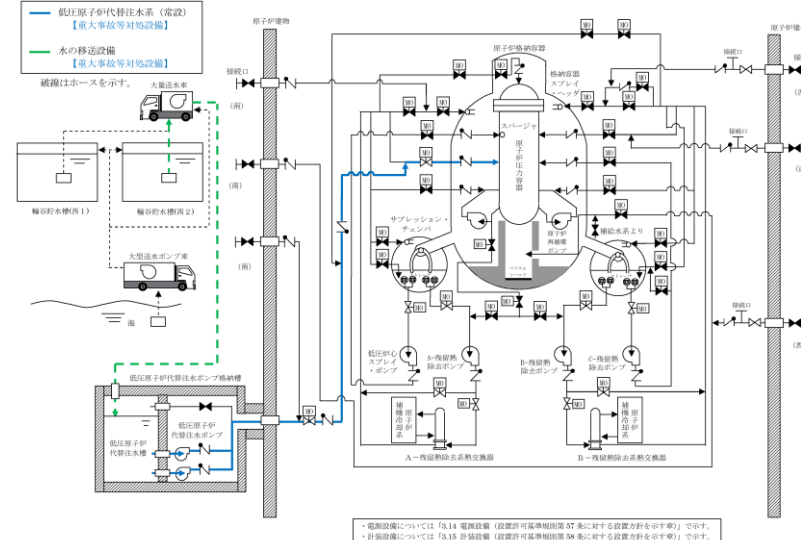 低圧原子炉代替注水系（常設）
【重大事故等対処設備】
水の移送設備
【重大事故等対処設備】
破線はホースを示す。
大量送水車
輪谷貯水槽(西1)
輪谷貯水槽(西2)
大型送水ポンプ車
海
低圧原子炉代替注水ポンプ格納槽
低圧原子炉
代替注水ポンプ
低圧原子炉
代替注水槽
原子炉建物
接続口
(南)
(南)
(南)
原子炉格納容器
格納容器
スプレイ
・ヘッダ
スパージャ
原子炉圧力容器
サプレッション・
チェンバ
原子炉
再循環
ポンプ
補給水系より
コリウム
シールド
低圧炉心
スプレイ
・ポンプ
A-残留熱
除去ポンプ
B-残留熱
除去ポンプ
C-残留熱
除去ポンプ
原子炉
補機冷却系
原子炉
補機冷却系
A－残留熱除去系熱交換器
B－残留熱除去系熱交換器
MO
接続口
接続口
接続口
原子炉建
・電源設備については「3.14 電源設備（設置許可基準規則第57条に対する設置方針を示す章）」で示す。
・計装設備については「3.15 計装設備（設置許可基準規則第58条に対する設置方針を示す章）」で示す。